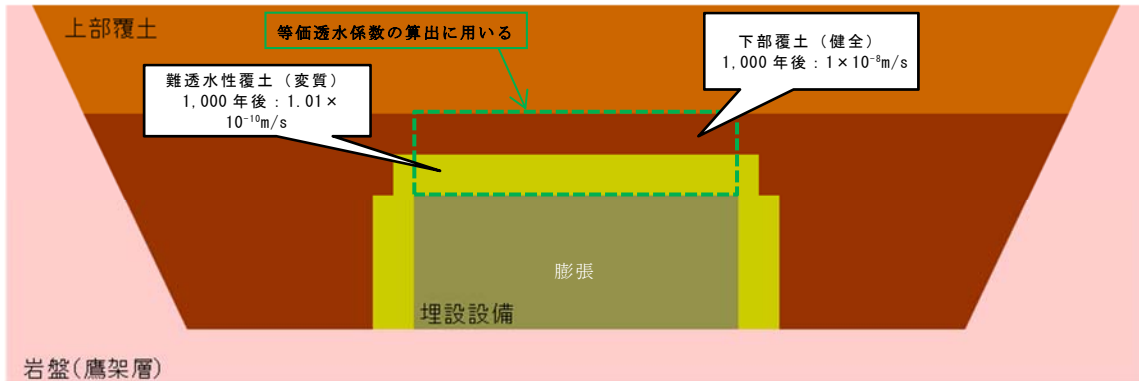 上部覆土
等価透水係数の算出に用いる
下部覆土（健全）
1,000 年後：1×10⁻⁸m/s
難透水性覆土（変質）
1,000 年後：1.01×
10⁻¹⁰m/s
膨張
埋設設備
岩盤(鷹架層)